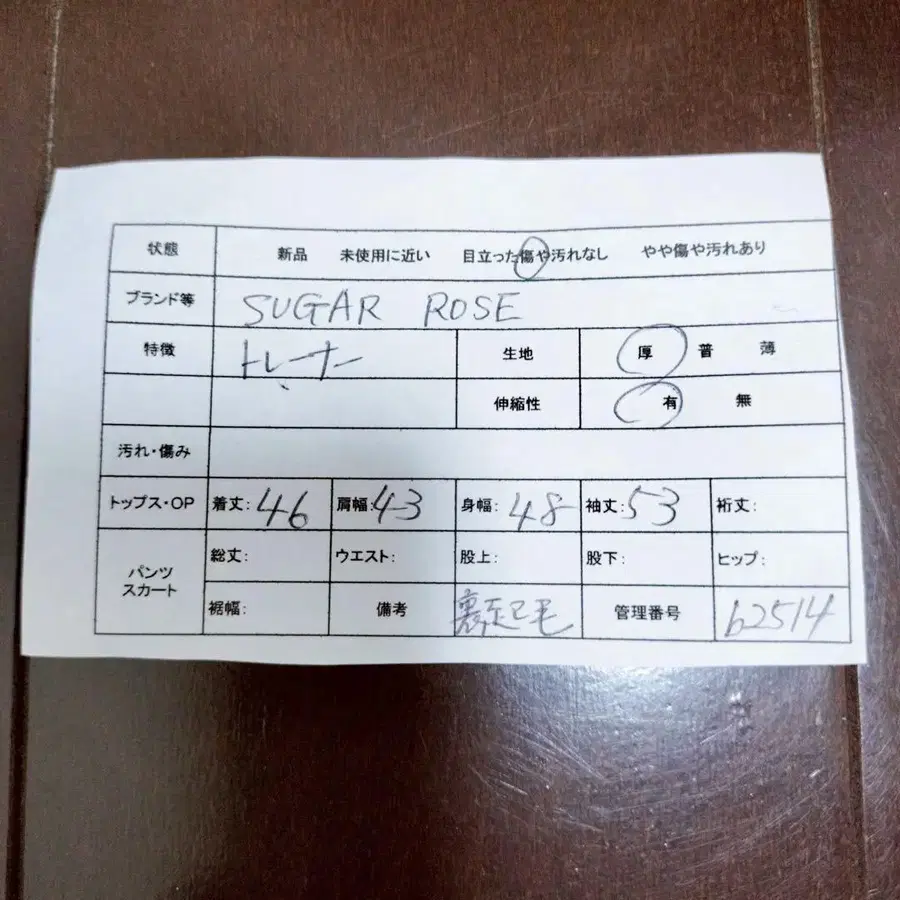 状態 新品 未使用に近い 目立った傷や汚れなし やや傷や汚れあり
ブランド等 SUGAR ROSE
特徴 トレーナー 生地 厚 普 薄
伸縮性 有 無
汚れ・傷み
トップス・OP 着丈: 46 肩幅: 43 身幅: 48 袖丈: 53 裄丈:
パンツ スカート 総丈: ウエスト: 股上: 股下: ヒップ:
裾幅: 備考 裏起毛 管理番号 b2514